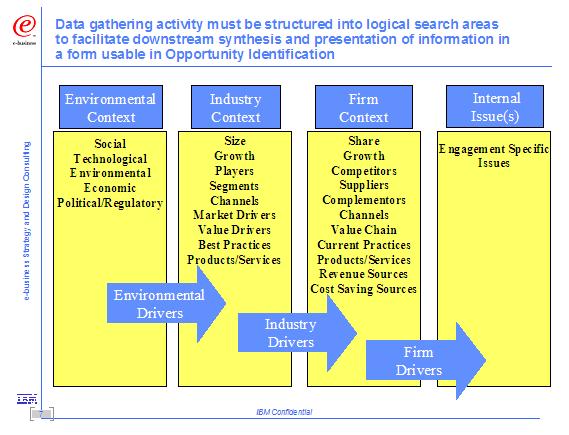 Data gathering activity must be structured into logical search areas
to facilitate downstream synthesis and presentation of information in
a form usable in Opportunity Identification
e
e-business
e-business Strategy and Design Consulting
Environmental
Context
Social
Technological
Environmental
Economic
Political/Regulatory
Industry
Context
Size
Growth
Players
Segments
Channels
Market Drivers
Value Drivers
Best Practices
Products/Services
Firm
Context
Share
Growth
Competitors
Suppliers
Complementors
Channels
Value Chain
Current Practices
Products/Services
Revenue Sources
Cost Saving Sources
Internal
Issue(s)
Engagement Specific
Issues
Environmental
Drivers
Industry
Drivers
Firm
Drivers
IBM
IBM Confidential